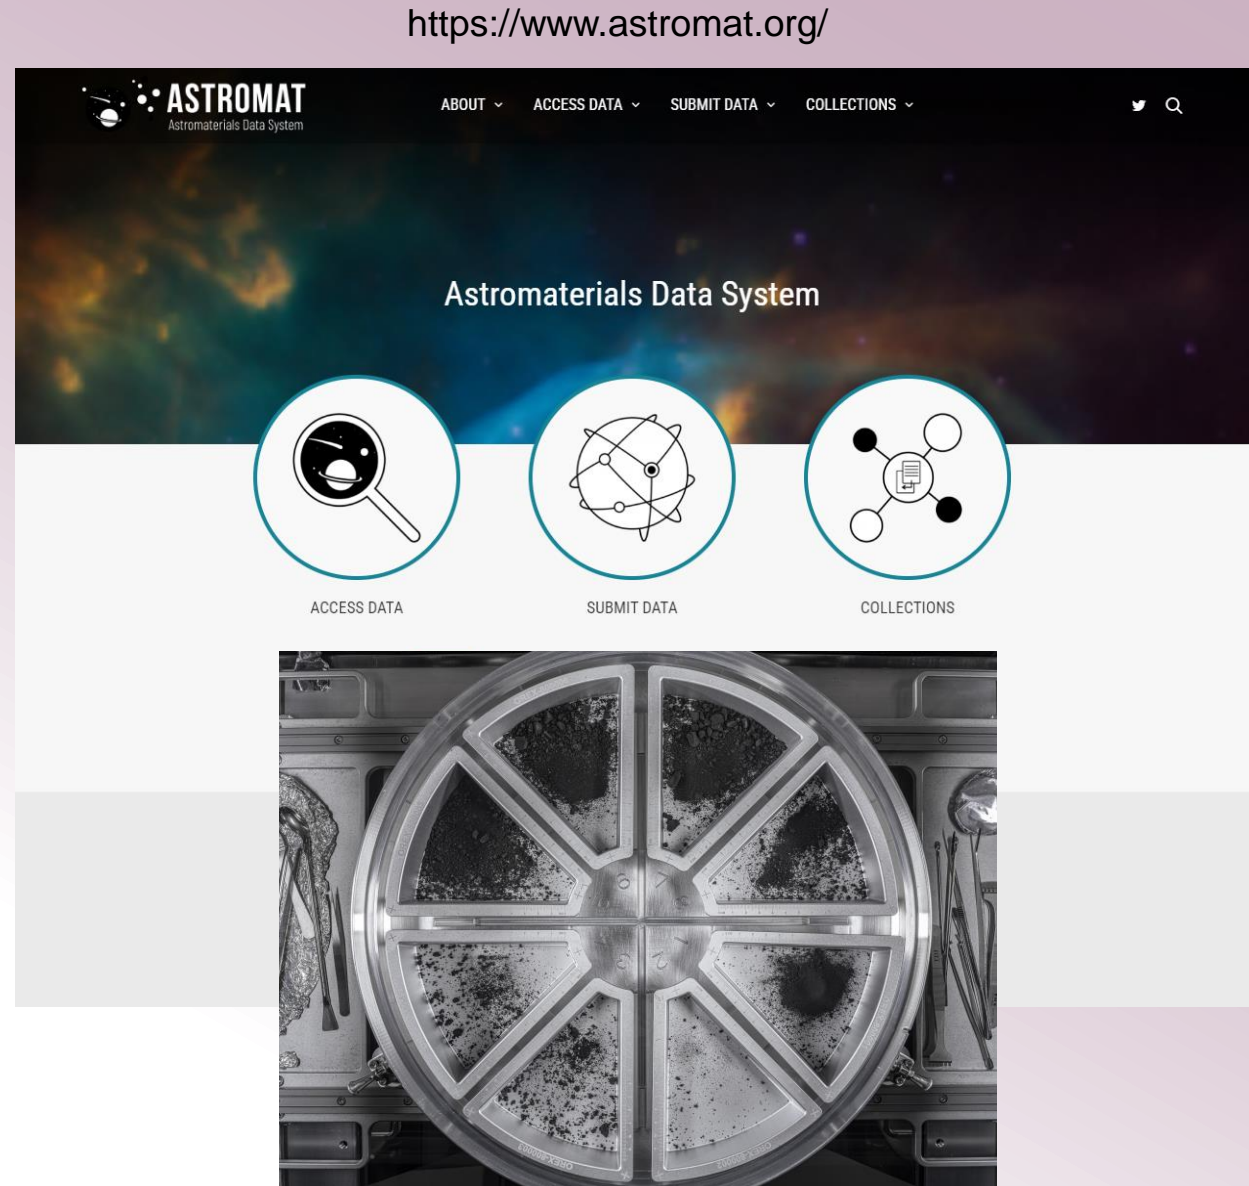 https://www.astromat.org/
ASTROMAT
Astromaterials Data System
ABOUT
ACCESS DATA
SUBMIT DATA
COLLECTIONS
Astromaterials Data System
ACCESS DATA
SUBMIT DATA
COLLECTIONS